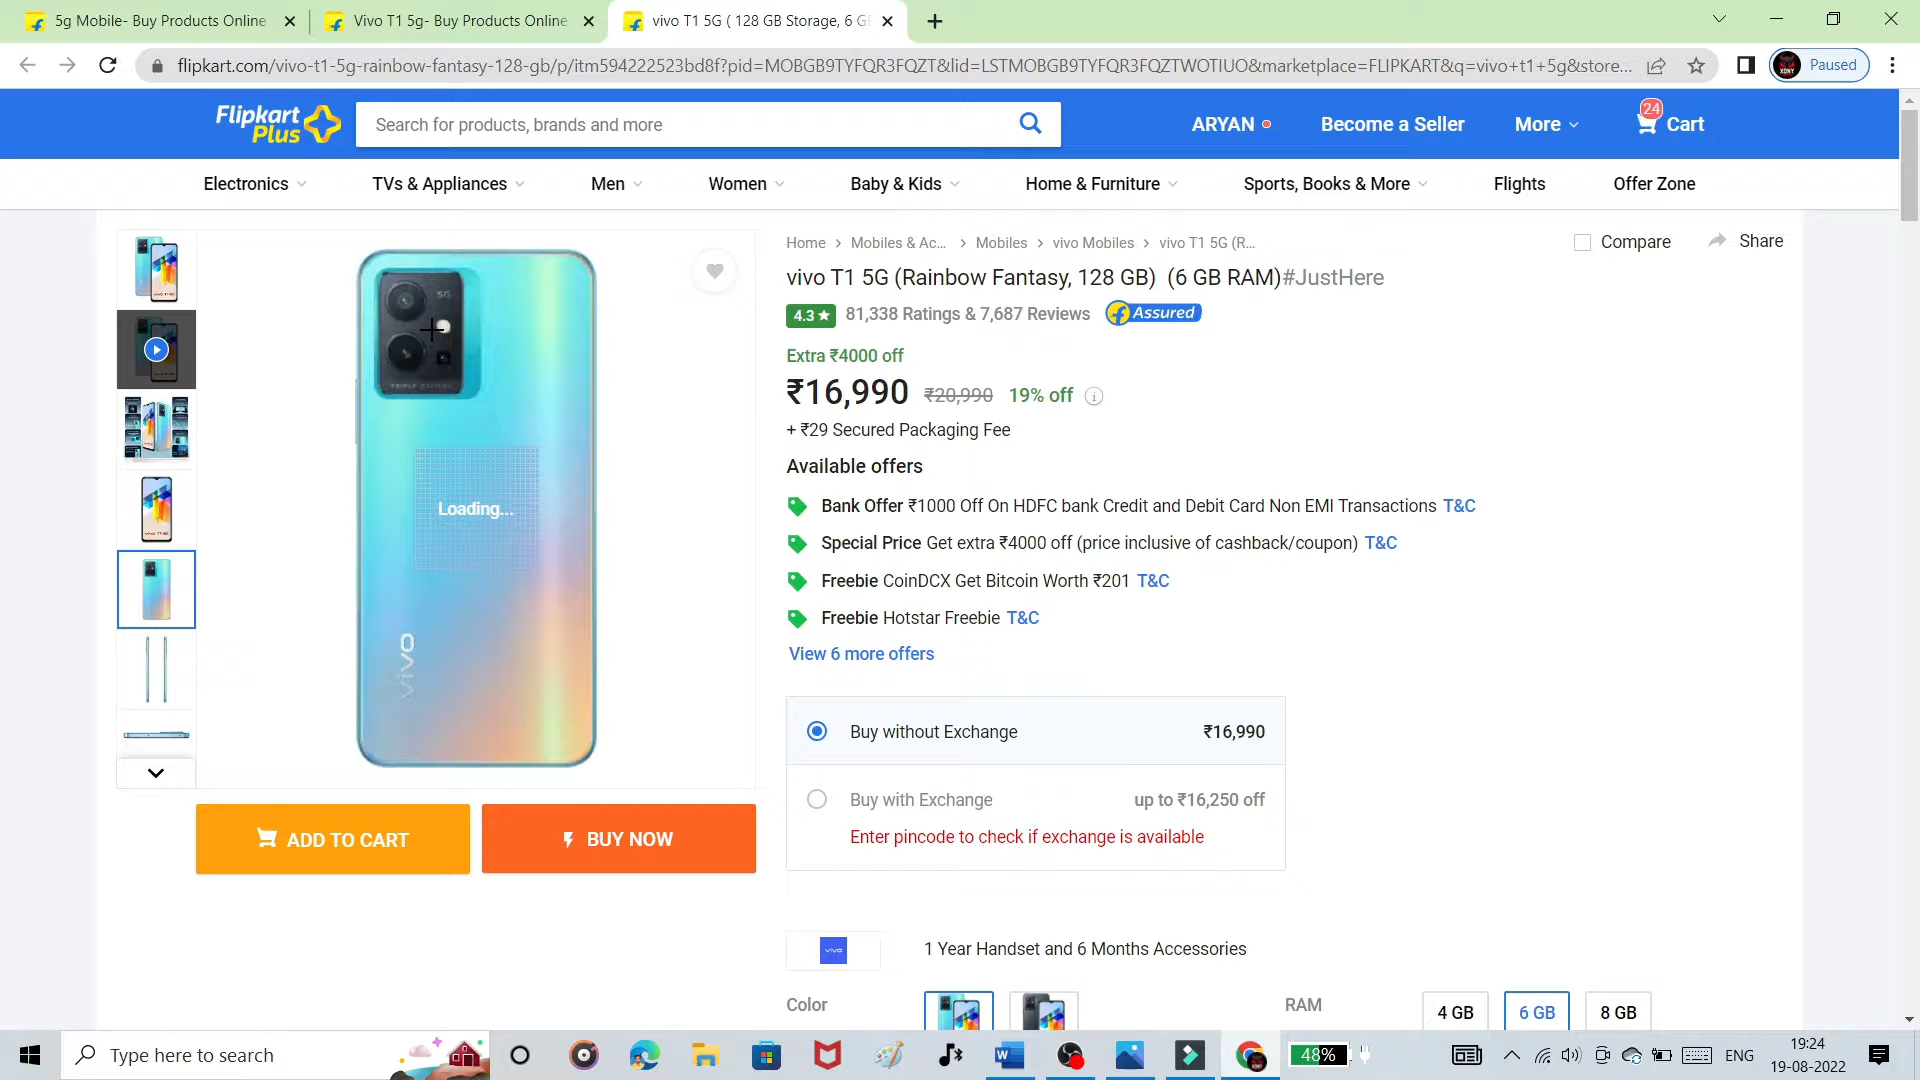 5g Mobile- Buy Products Online
Vivo T1 5g- Buy Products Online
vivo T1 5G ( 128 GB Storage, 6 GB
flipkart.com/vivo-t1-5g-rainbow-fantasy-128-gb/p/itm594222523bd8f?pid=MOBGB9TYFQR3FQZT&lid=LSTMOBGB9TYFQR3FQZTWOTIUO&marketplace=FLIPKART&q=vivo+t1+5g&store...
Paused
Flipkart
Plus
Search for products, brands and more
ARYAN
Become a Seller
More
24
Cart
Electronics
TVs & Appliances
Men
Women
Baby & Kids
Home & Furniture
Sports, Books & More
Flights
Offer Zone
Home
Mobiles & Ac...
Mobiles
vivo Mobiles
vivo T1 5G (R...
Compare
Share
vivo T1 5G (Rainbow Fantasy, 128 GB) (6 GB RAM)#JustHere
4.3
81,338 Ratings & 7,687 Reviews
Assured
Extra ₹4000 off
₹16,990
₹20,990
19% off
+ ₹29 Secured Packaging Fee
Available offers
Bank Offer ₹1000 Off On HDFC bank Credit and Debit Card Non EMI Transactions T&C
Special Price Get extra ₹4000 off (price inclusive of cashback/coupon) T&C
Freebie CoinDCX Get Bitcoin Worth ₹201 T&C
Freebie Hotstar Freebie T&C
View 6 more offers
5G
TRIPLE CAMERA
Loading...
vivo
Buy without Exchange
₹16,990
Buy with Exchange
up to ₹16,250 off
Enter pincode to check if exchange is available
ADD TO CART
BUY NOW
vivo
1 Year Handset and 6 Months Accessories
Color
RAM
4 GB
6 GB
8 GB
Type here to search
48%
ENG
19:24
19-08-2022